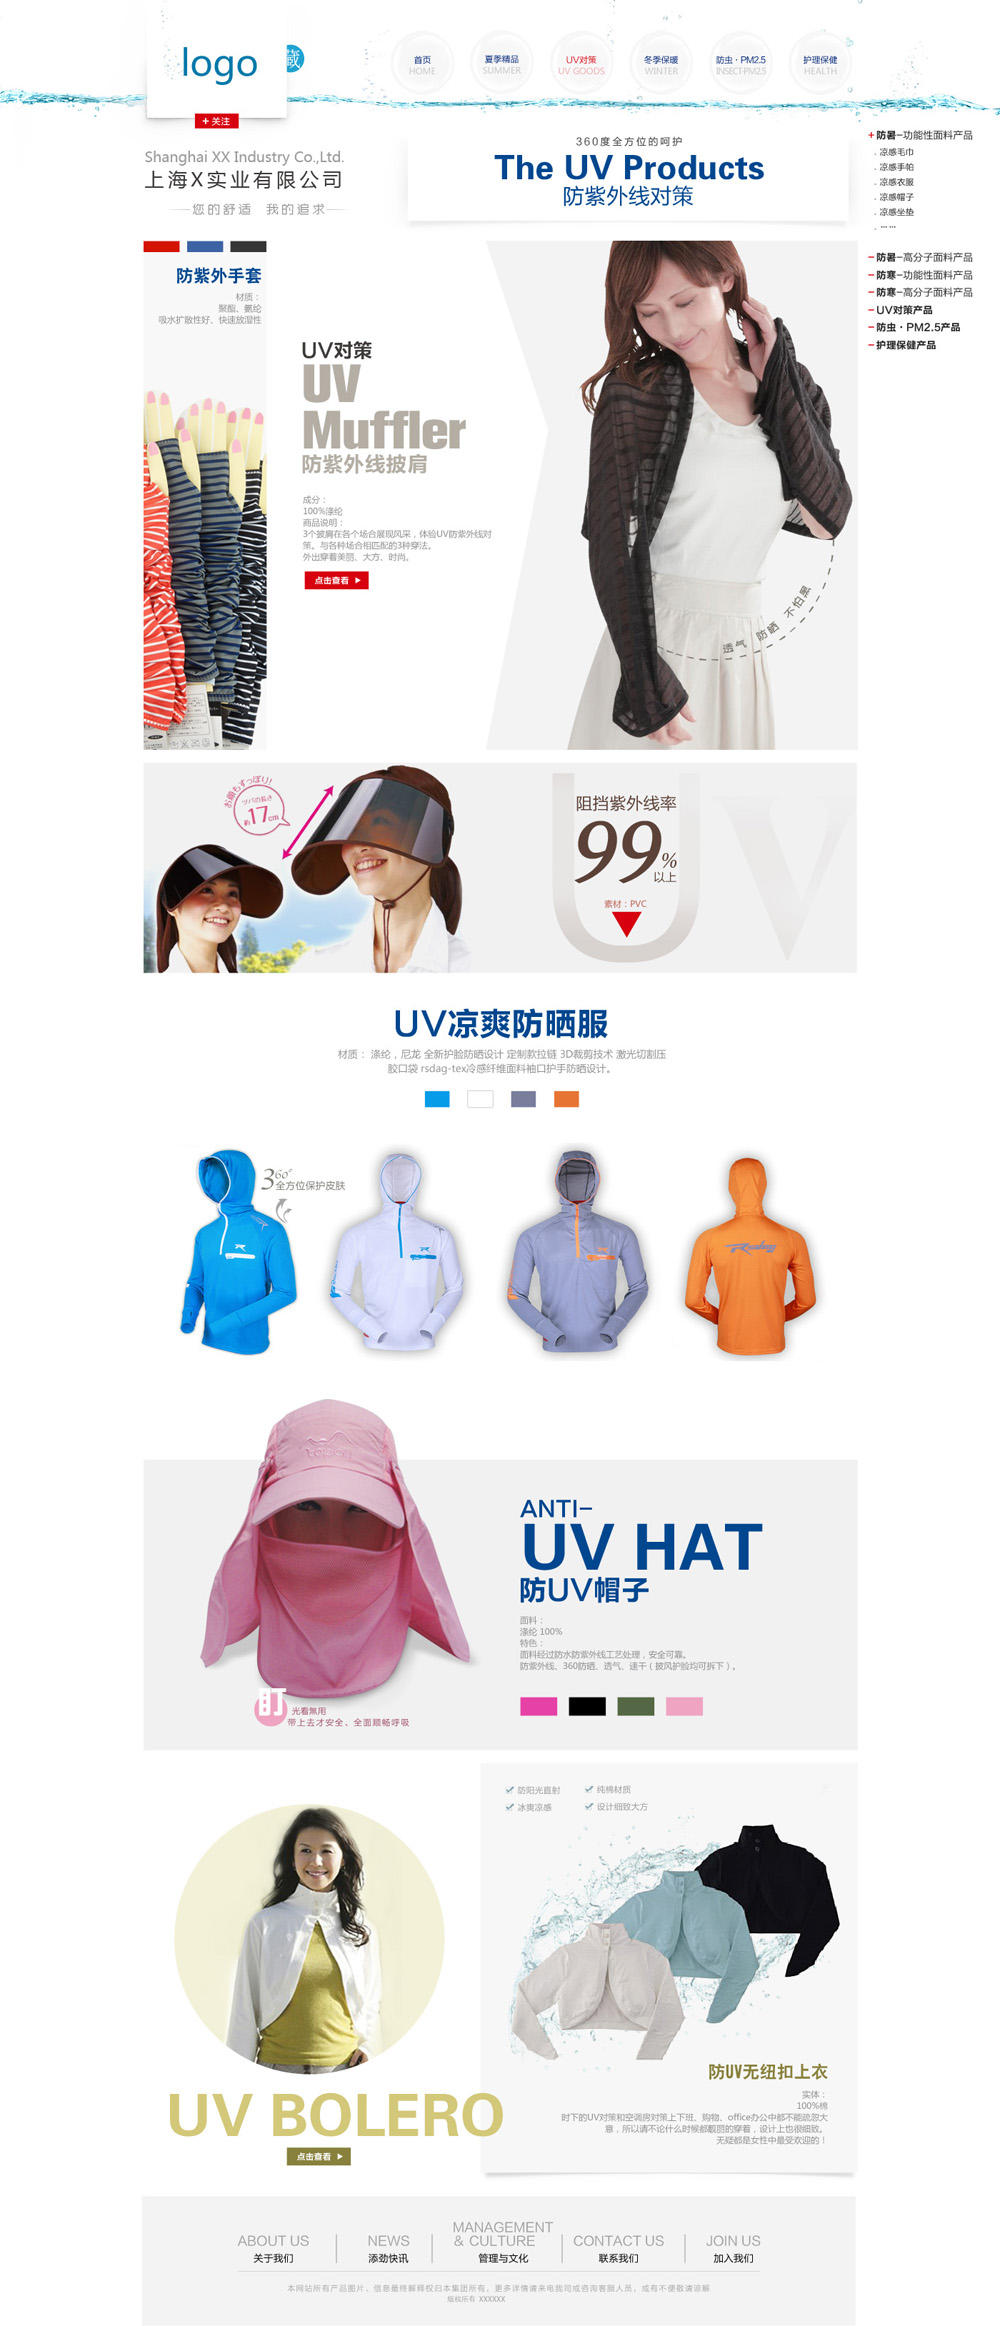 logo
藏
+ 关注
首页
HOME
夏季精品
SUMMER
UV对策
UV GOODS
冬季保暖
WINTER
防虫 · PM2.5
INSECT-PM2.5
护理保健
HEALTH
Shanghai XX Industry Co.,Ltd.
上海X实业有限公司
您的舒适 我的追求
360度全方位的呵护
The UV Products
防紫外线对策
+防暑-功能性面料产品
. 凉感毛巾
. 凉感手帕
. 凉感衣服
. 凉感帽子
. 凉感坐垫
. ……
-防暑-高分子面料产品
-防寒-功能性面料产品
-防寒-高分子面料产品
-UV对策产品
-防虫 · PM2.5产品
-护理保健产品
防紫外手套
材质：
聚酯、氨纶
吸水扩散性好、快速放湿性
UV对策
UV
Muffler
防紫外线披肩
成分：
100%涤纶
商品说明：
3个披肩在各个场合展现风采，体验UV防紫外线对
策。与各种场合相匹配的3种穿法。
外出穿着美丽、大方、时尚。
点击查看
透气 防晒 不怕黑
お顔もすっぽり!
ツバの長さ
約17cm
阻挡紫外线率
99%
以上
素材：PVC
UV
UV凉爽防晒服
材质： 涤纶，尼龙 全新护脸防晒设计 定制款拉链 3D裁剪技术 激光切割压
胶口袋 rsdag-tex冷感纤维面料袖口护手防晒设计。
360°
全方位保护皮肤
ANTI-
UV HAT
防UV帽子
面料：
涤纶 100%
特色：
面料经过防水防紫外线工艺处理，安全可靠。
防紫外线、360防晒、透气、速干（披风护脸均可拆下）。
盯
光看無用
带上去才安全、全面顺畅呼吸
防阳光直射
纯棉材质
冰爽凉感
设计细致大方
UV BOLERO
点击查看
防UV无纽扣上衣
实体：
100%棉
时下的UV对策和空调房对策上下班、购物、office办公中都不能疏忽大
意，所以请不论什么时候都靓丽的穿着，设计上也很细致。
无疑都是女性中最受欢迎的！
ABOUT US
关于我们
NEWS
添劲快讯
MANAGEMENT
& CULTURE
管理与文化
CONTACT US
联系我们
JOIN US
加入我们
本网站所有产品图片、信息最终解释权归本集团所有，更多详情请来电我司或咨询客服人员，或有不便敬请谅解
版权所有 XXXXXX